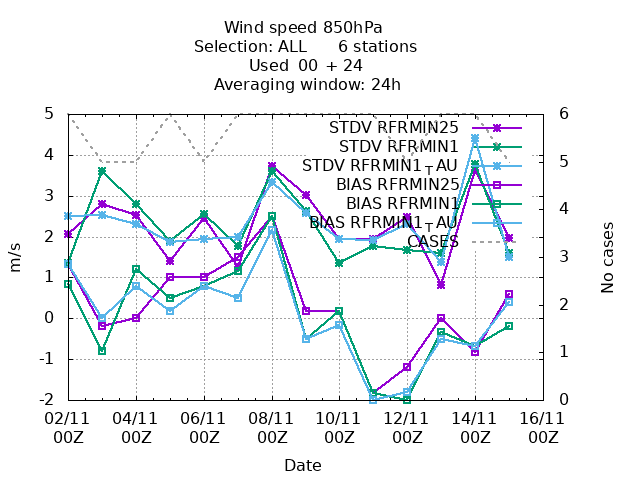 Wind speed 850hPa
Selection: ALL 6 stations
Used 00 + 24
Averaging window: 24h
STDV RFRMIN25
STDV RFRMIN1
STDV RFRMIN1TAU
BIAS RFRMIN25
BIAS RFRMIN1
BIAS RFRMIN1TAU
CASES
m/s
5
4
3
2
1
0
-1
-2
No cases
6
5
4
3
2
1
0
02/11 04/11 06/11 08/11 10/11 12/11 14/11 16/11
00Z 00Z 00Z 00Z 00Z 00Z 00Z 00Z
Date